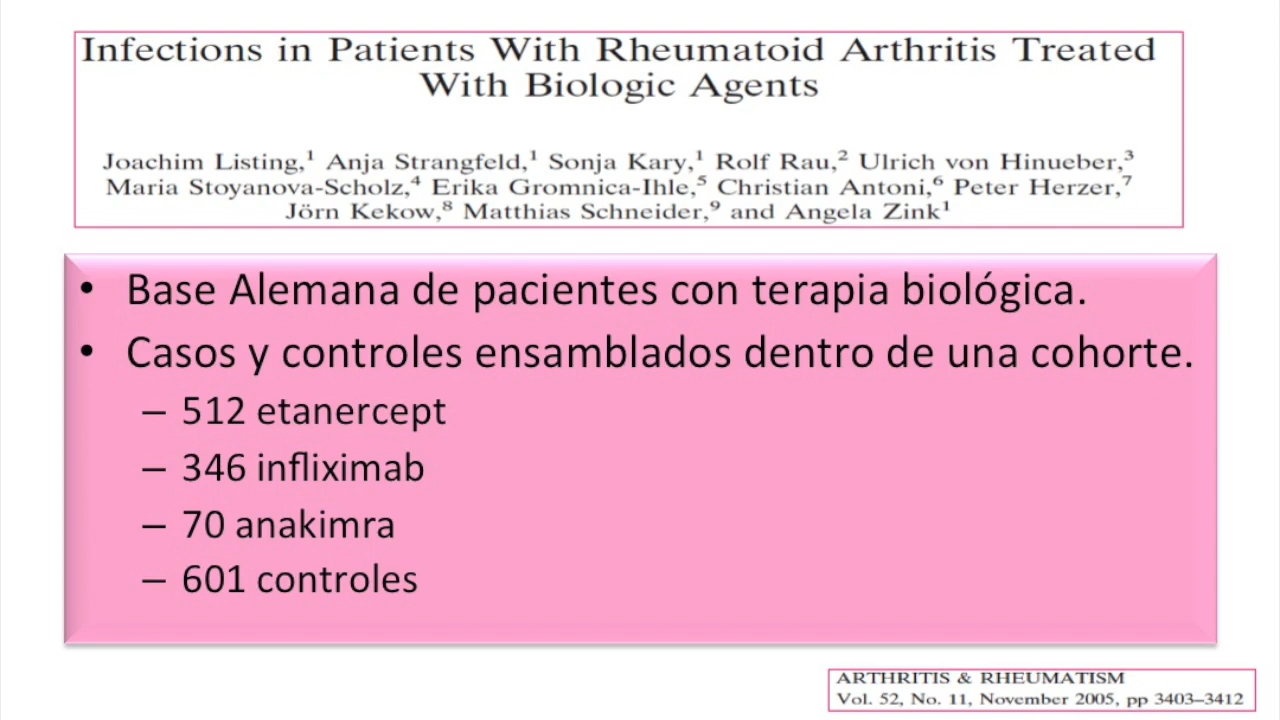 Infections in Patients With Rheumatoid Arthritis Treated
With Biologic Agents
Joachim Listing,¹ Anja Strangfeld,¹ Sonja Kary,¹ Rolf Rau,² Ulrich von Hinueber,³
Maria Stoyanova-Scholz,⁴ Erika Gromnica-Ihle,⁵ Christian Antoni,⁶ Peter Herzer,⁷
Jörn Kekow,⁸ Matthias Schneider,⁹ and Angela Zink¹
• Base Alemana de pacientes con terapia biológica.
• Casos y controles ensamblados dentro de una cohorte.
– 512 etanercept
– 346 infliximab
– 70 anakimra
– 601 controles
ARTHRITIS & RHEUMATISM
Vol. 52, No. 11, November 2005, pp 3403–3412